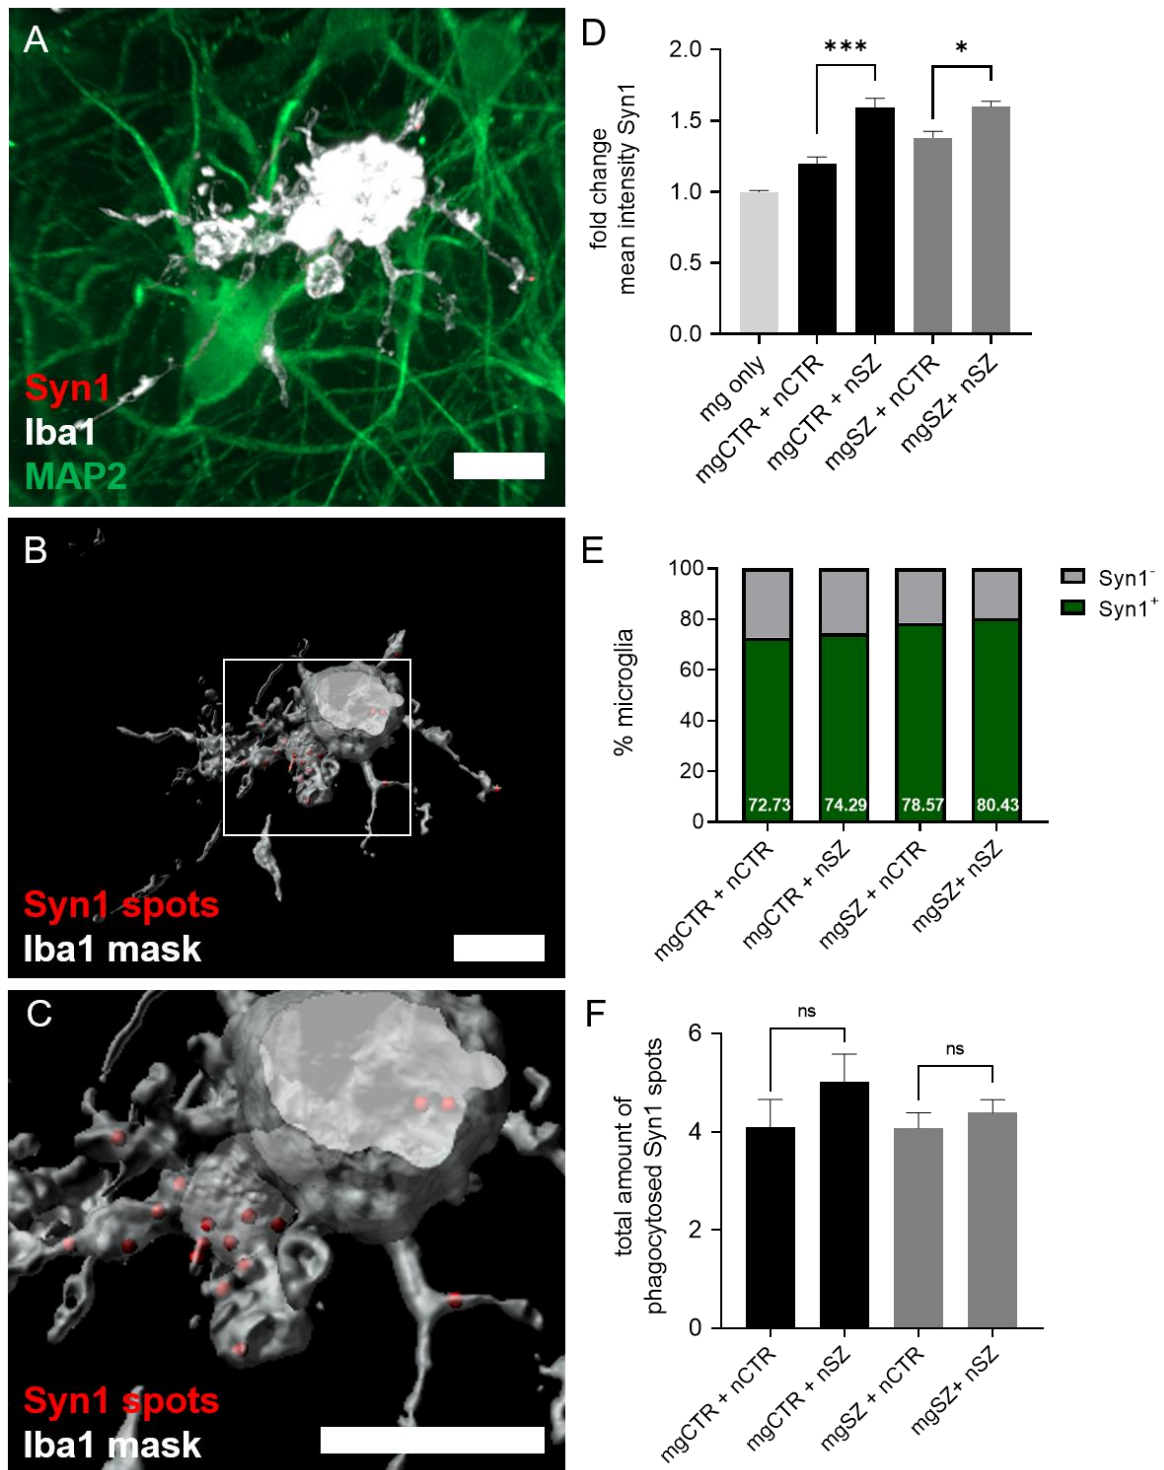 A
Syn1
Iba1
MAP2
B
Syn1 spots
Iba1 mask
C
Syn1 spots
Iba1 mask
D
fold change
mean intensity Syn1
2.0
1.5
1.0
0.5
0.0
***
*
mg only
mgCTR + nCTR
mgCTR + nSZ
mgSZ + nCTR
mgSZ+ nSZ
E
% microglia
100
80
60
40
20
0
72.73
74.29
78.57
80.43
Syn1-
Syn1+
mgCTR + nCTR
mgCTR + nSZ
mgSZ + nCTR
mgSZ+ nSZ
F
total amount of
phagocytosed Syn1 spots
6
4
2
0
ns
ns
mgCTR + nCTR
mgCTR + nSZ
mgSZ + nCTR
mgSZ+ nSZ